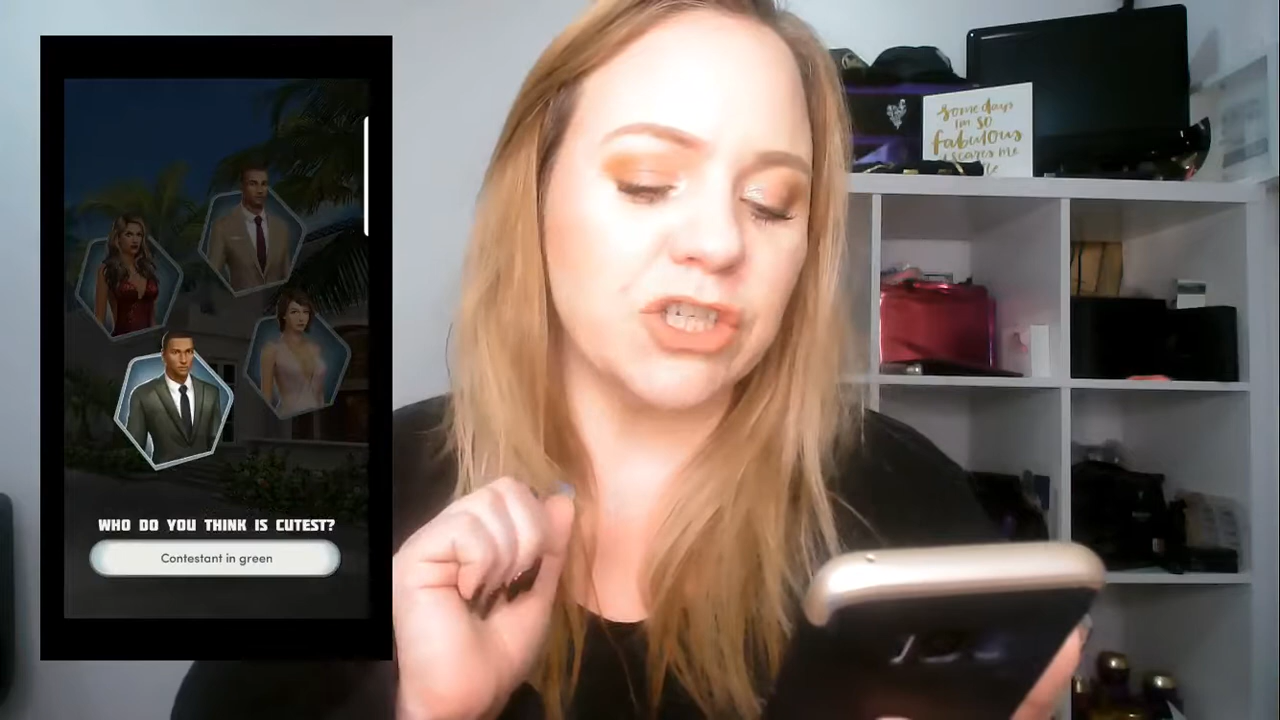 some days
i'm so
fabulous
it scares me
WHO DO YOU THINK IS CUTEST?
Contestant in green